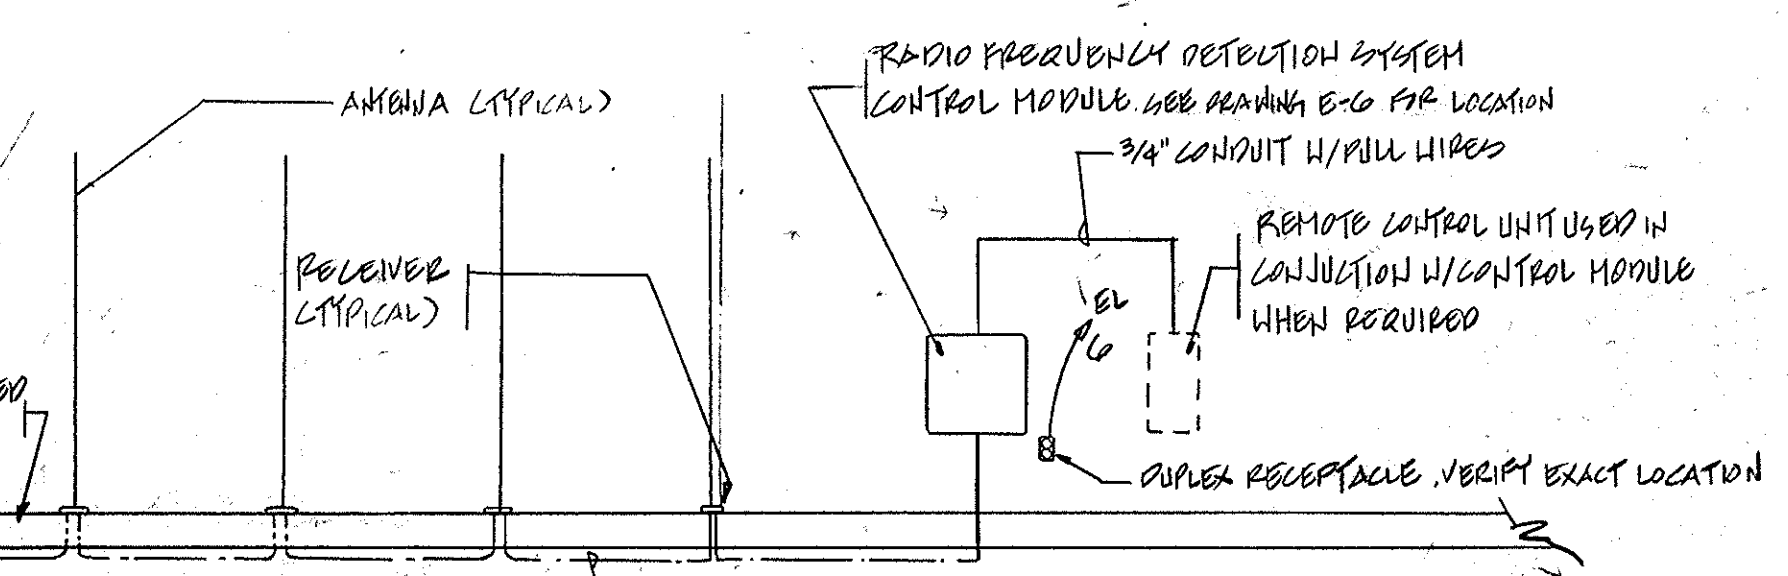 RADIO FREQUENCY DETECTION SYSTEM
CONTROL MODULE. SEE DRAWING E-6 FOR LOCATION
ANTENNA (TYPICAL)
3/4" CONDUIT W/PULL WIRES
REMOTE CONTROL UNIT USED IN
CONJUCTION W/CONTROL MODULE
WHEN REQUIRED
RECEIVER
(TYPICAL)
EL
6
DUPLEX RECEPTACLE, VERIFY EXACT LOCATION